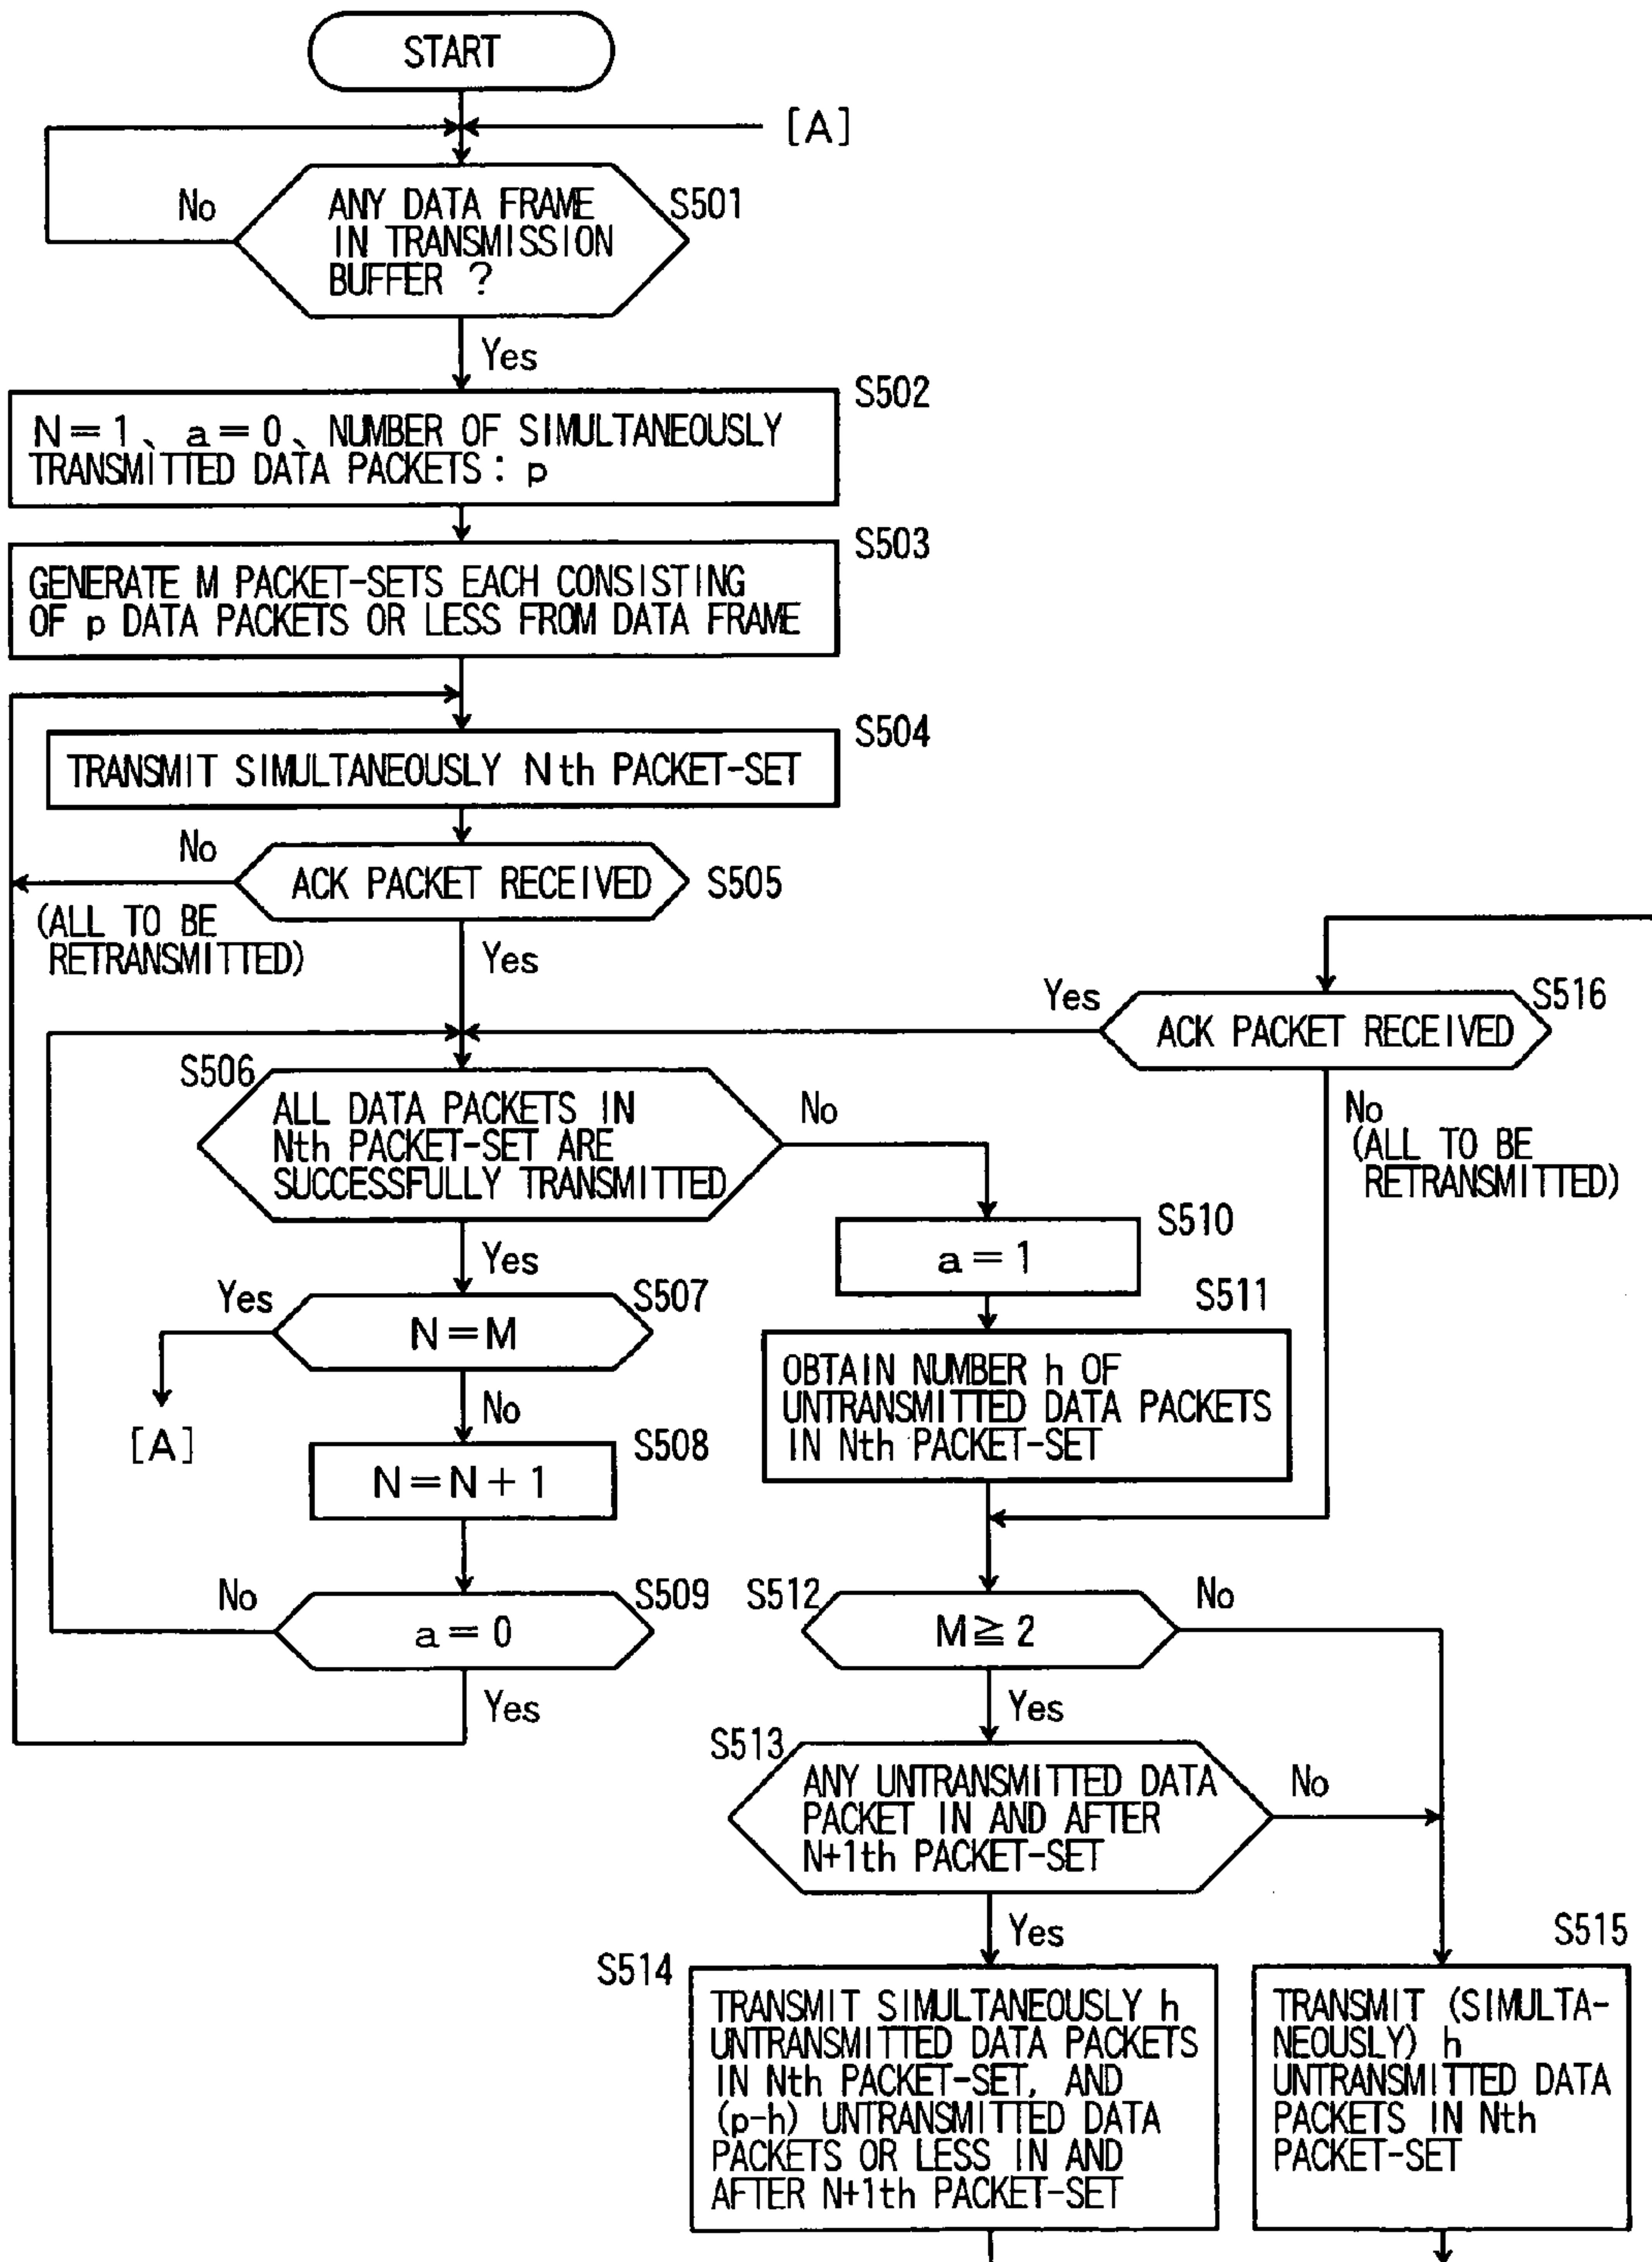 START
[A]
No
ANY DATA FRAME
IN TRANSMISSION
BUFFER ?
S501
Yes
S502
N=1、a=0、NUMBER OF SIMULTANEOUSLY
TRANSMITTED DATA PACKETS: p
S503
GENERATE M PACKET-SETS EACH CONSISTING
OF p DATA PACKETS OR LESS FROM DATA FRAME
S504
TRANSMIT SIMULTANEOUSLY Nth PACKET-SET
No
ACK PACKET RECEIVED
S505
(ALL TO BE
RETRANSMITTED)
Yes
Yes
S516
ACK PACKET RECEIVED
No
(ALL TO BE
RETRANSMITTED)
S506
ALL DATA PACKETS IN
Nth PACKET-SET ARE
SUCCESSFULLY TRANSMITTED
No
Yes
S510
a=1
Yes
S507
N=M
S511
OBTAIN NUMBER h OF
UNTRANSMITTED DATA PACKETS
IN Nth PACKET-SET
[A]
No
S508
N=N+1
No
S509
a=0
Yes
S512
M≧2
No
Yes
S513
ANY UNTRANSMITTED DATA
PACKET IN AND AFTER
N+1th PACKET-SET
No
Yes
S514
TRANSMIT SIMULTANEOUSLY h
UNTRANSMITTED DATA PACKETS
IN Nth PACKET-SET, AND
(p-h) UNTRANSMITTED DATA
PACKETS OR LESS IN AND
AFTER N+1th PACKET-SET
S515
TRANSMIT (SIMULTA-
NEOUSLY) h
UNTRANSMITTED DATA
PACKETS IN Nth
PACKET-SET